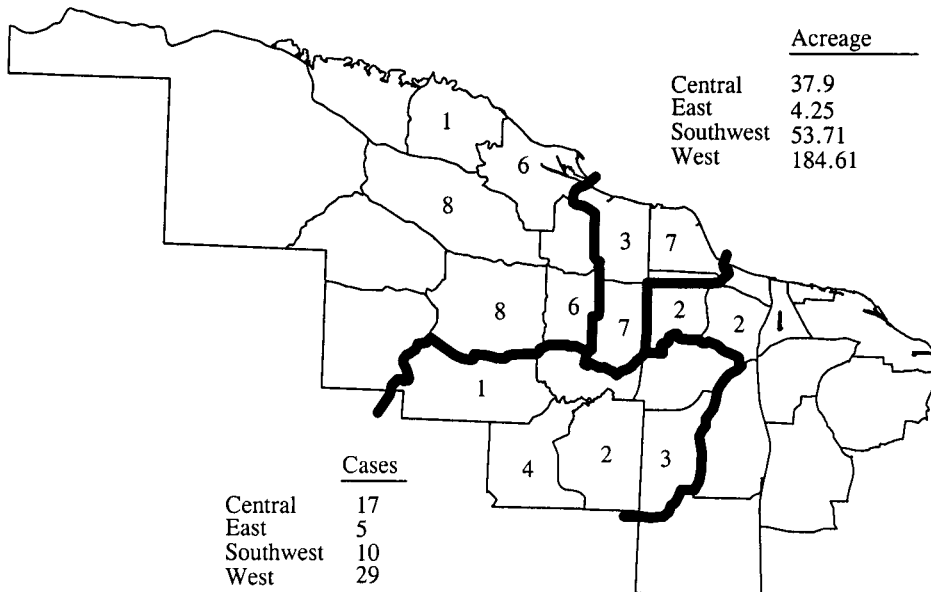 Acreage
Central 37.9
East 4.25
Southwest 53.71
West 184.61
1
6
8
3
7
8
6
7
2
2
1
1
4
2
3
Cases
Central 17
East 5
Southwest 10
West 29